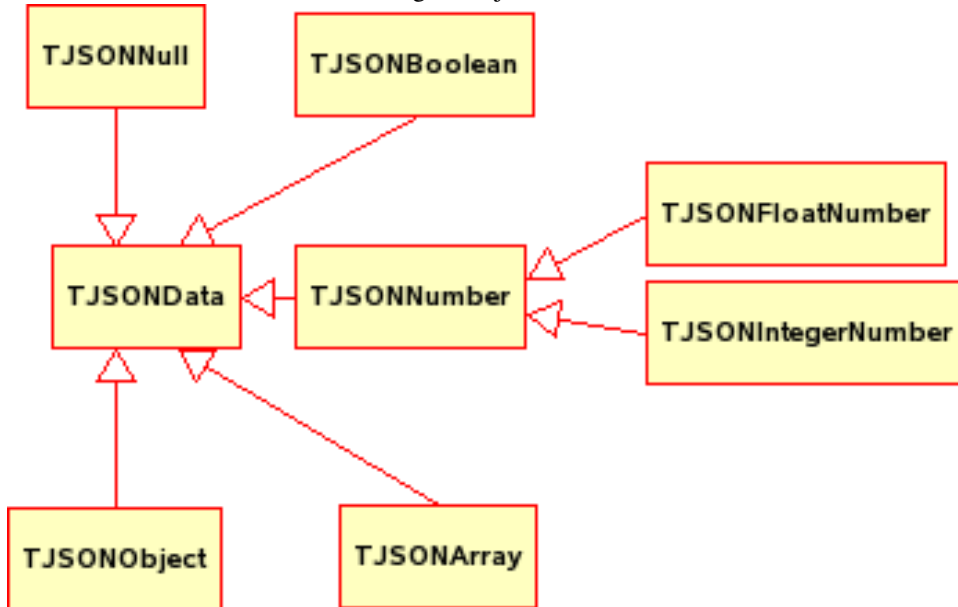 TJSONNull
TJSONBoolean
TJSONFloatNumber
TJSONData
TJSONNumber
TJSONIntegerNumber
TJSONObject
TJSONArray